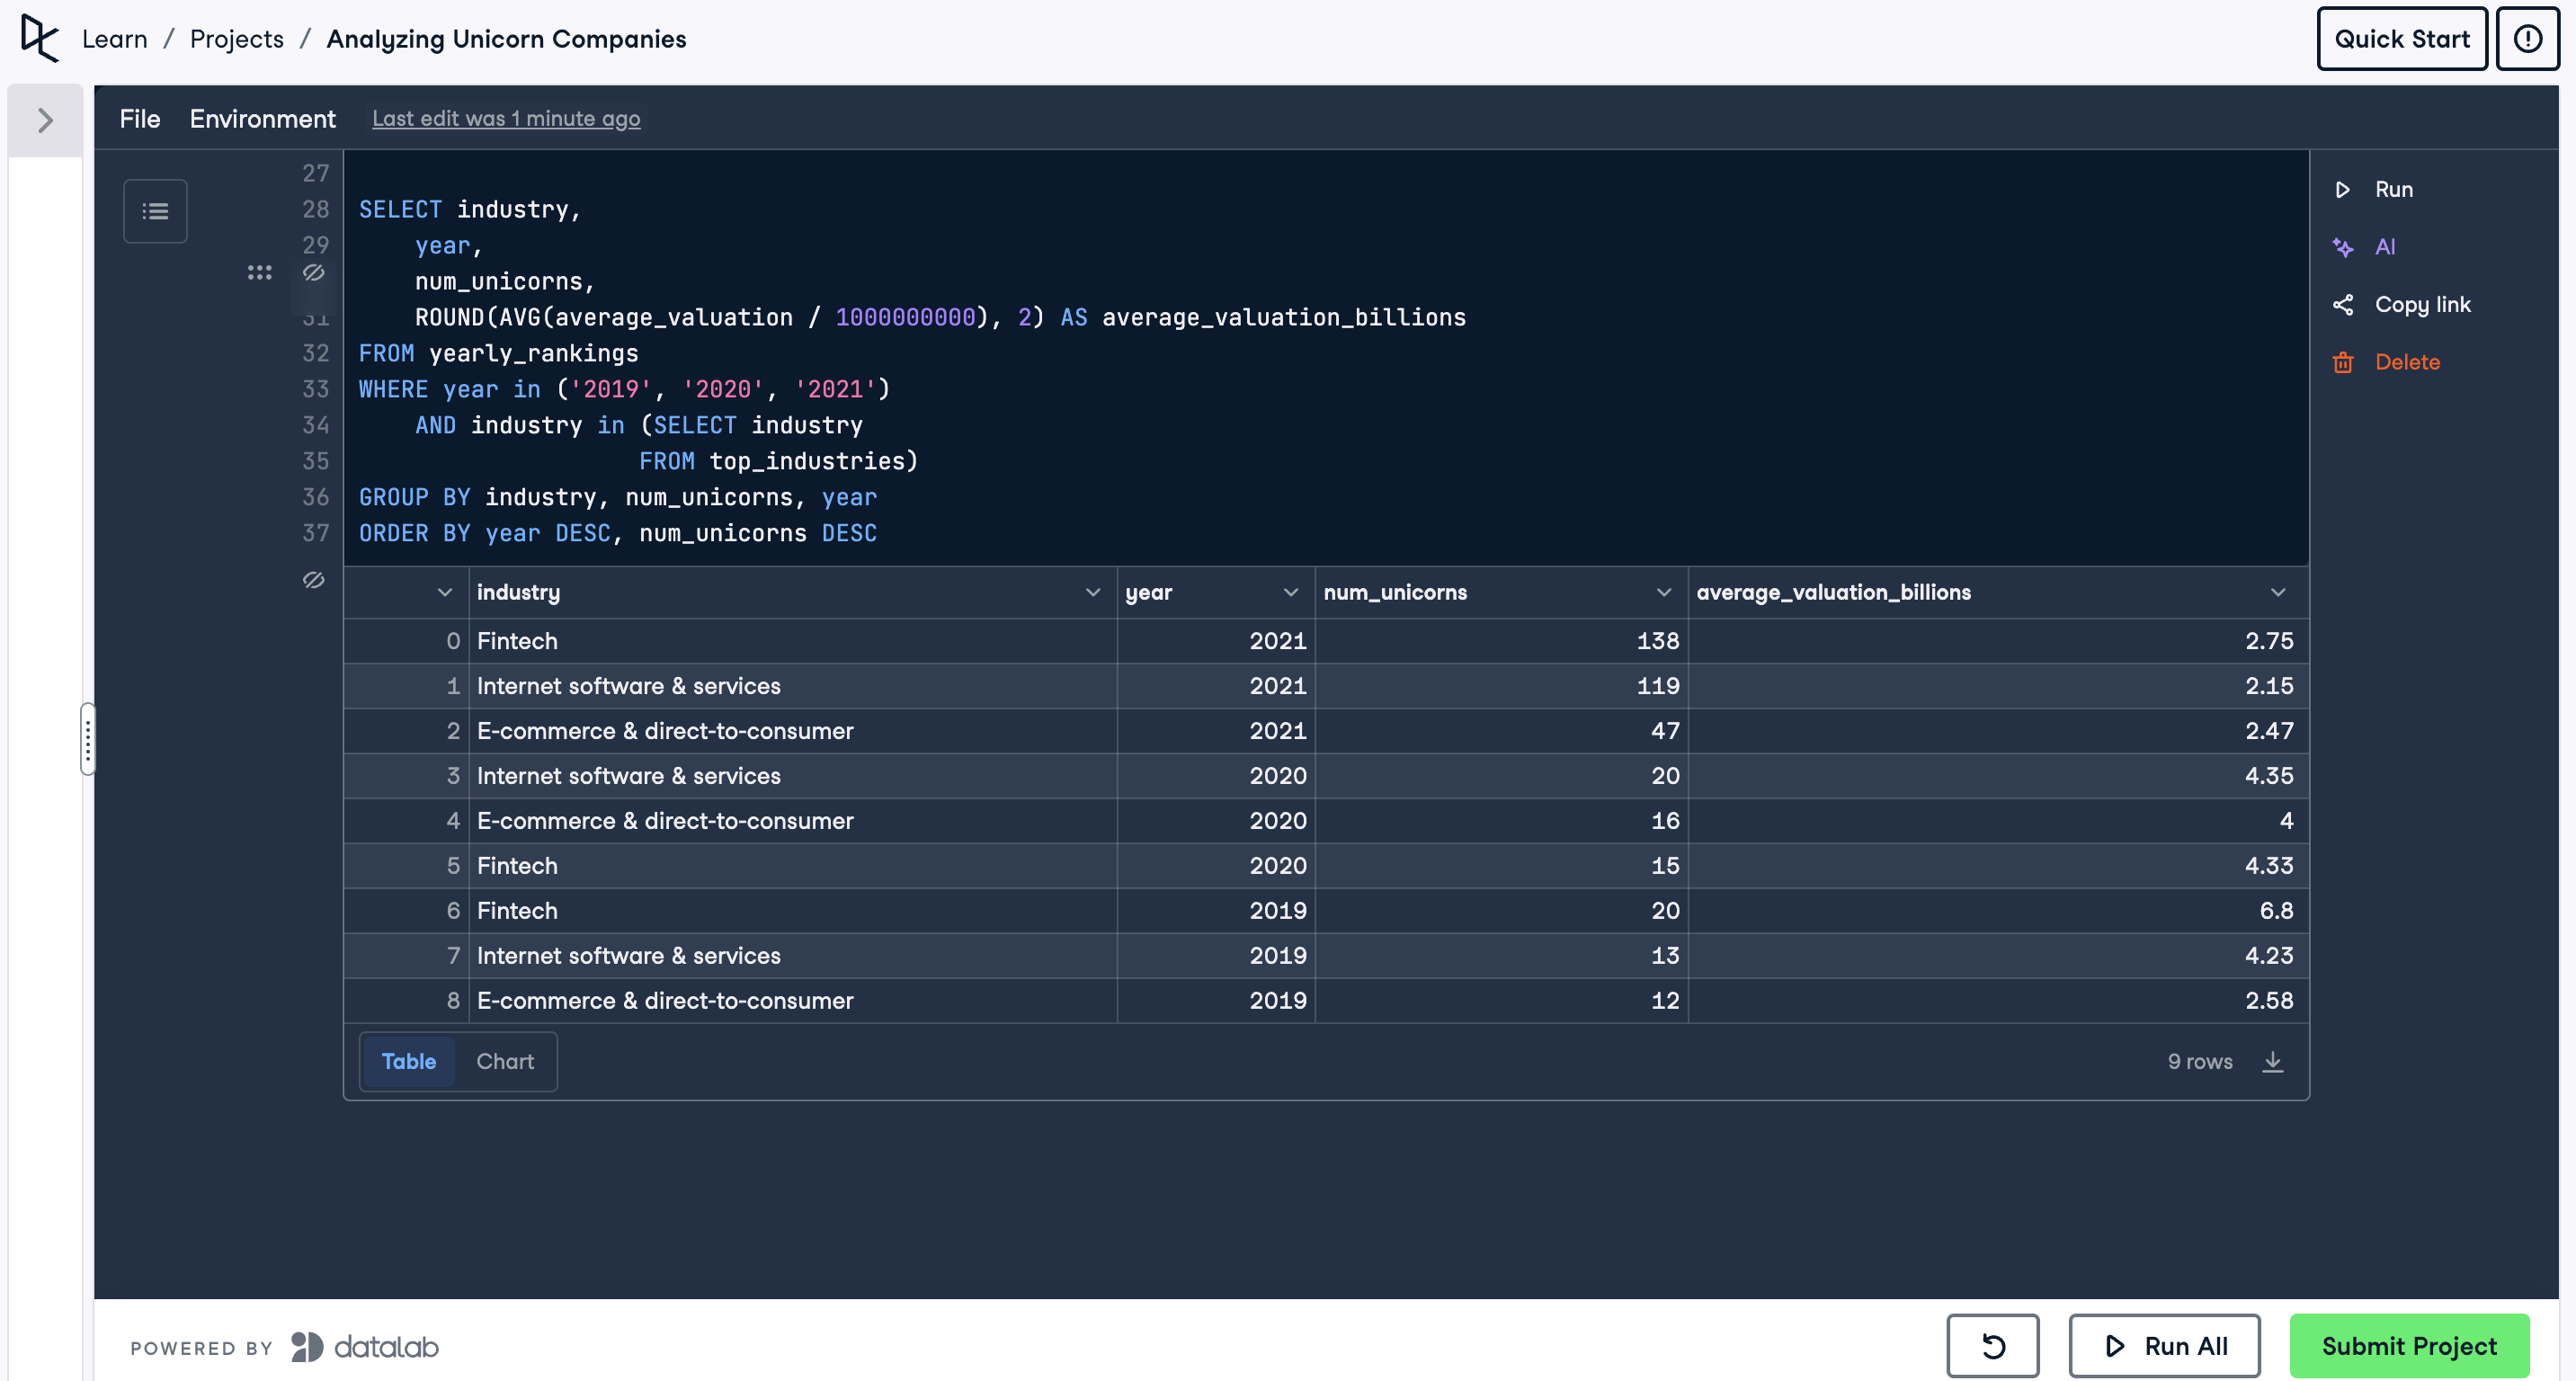 Learn / Projects / Analyzing Unicorn Companies
Quick Start
File Environment Last edit was 1 minute ago
27
28 SELECT industry,
29 year,
num_unicorns,
31 ROUND(AVG(average_valuation / 1000000000), 2) AS average_valuation_billions
32 FROM yearly_rankings
33 WHERE year in ('2019', '2020', '2021')
34 AND industry in (SELECT industry
35 FROM top_industries)
36 GROUP BY industry, num_unicorns, year
37 ORDER BY year DESC, num_unicorns DESC
Run
AI
Copy link
Delete
industry year num_unicorns average_valuation_billions
0 Fintech 2021 138 2.75
1 Internet software & services 2021 119 2.15
2 E-commerce & direct-to-consumer 2021 47 2.47
3 Internet software & services 2020 20 4.35
4 E-commerce & direct-to-consumer 2020 16 4
5 Fintech 2020 15 4.33
6 Fintech 2019 20 6.8
7 Internet software & services 2019 13 4.23
8 E-commerce & direct-to-consumer 2019 12 2.58
Table Chart 9 rows
POWERED BY datalab
Run All Submit Project